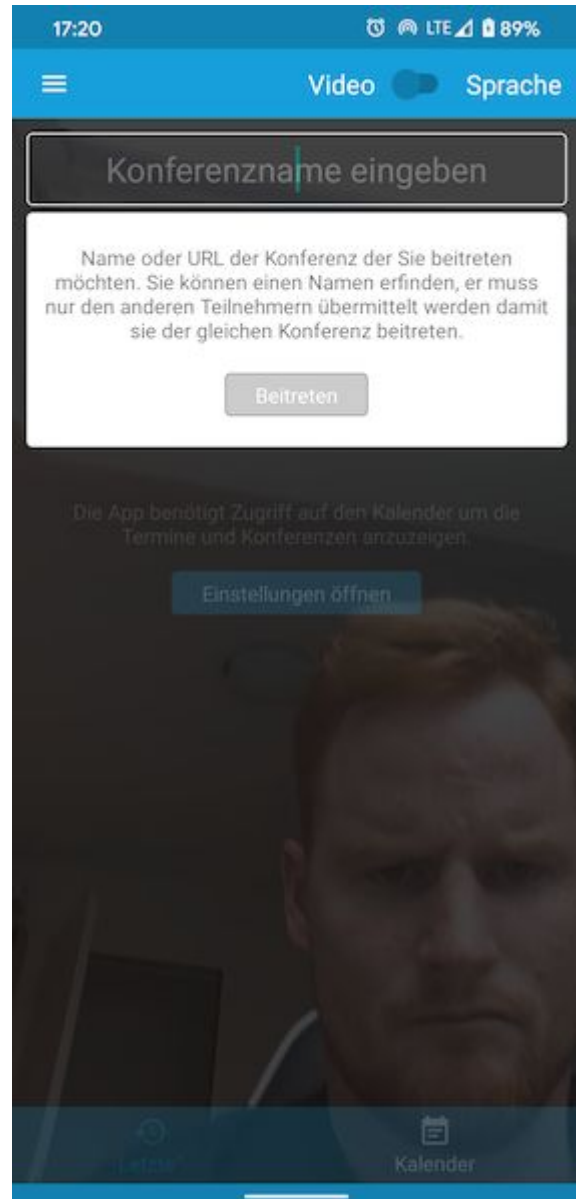 17:20 LTE 89%
Video Sprache
Konferenzname eingeben
Name oder URL der Konferenz der Sie beitreten
möchten. Sie können einen Namen erfinden, er muss
nur den anderen Teilnehmern übermittelt werden damit
sie der gleichen Konferenz beitreten.
Beitreten
Die App benötigt Zugriff auf den Kalender um die
Termine und Konferenzen anzuzeigen.
Einstellungen öffnen
Letzte Kalender